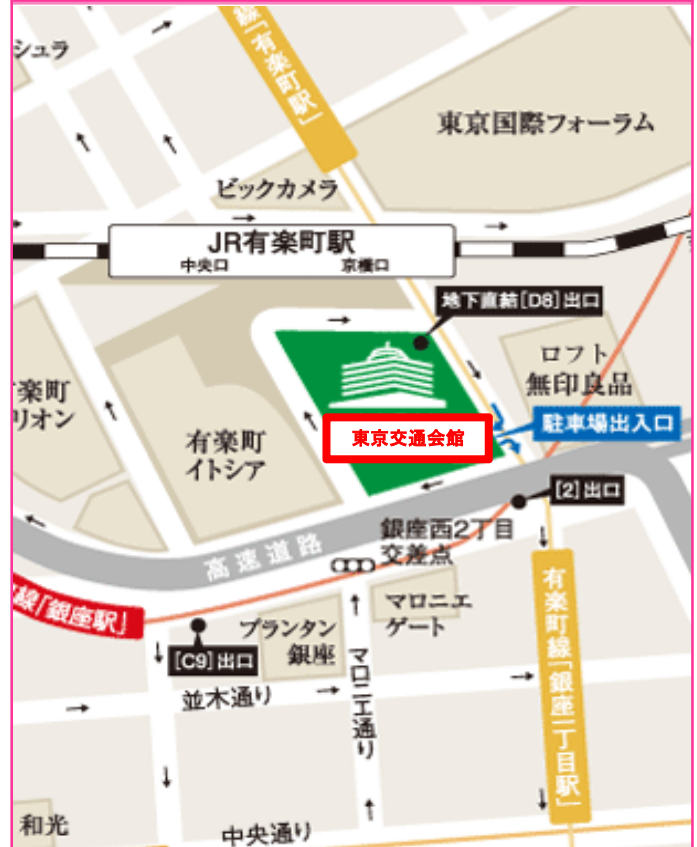 シュラ
線「有楽町駅」
東京国際フォーラム
ビックカメラ
JR有楽町駅
中央口
京橋口
地下直結[D8]出口
ロフト
無印良品
楽町
リオン
有楽町
イトシア
東京交通会館
駐車場出入口
[2]出口
銀座西2丁目
交差点
高速道路
線「銀座駅」
マロニエ
ゲート
プランタン
銀座
[C9]出口
有楽町線「銀座一丁目駅」
マロニエ通り
並木通り
和光
中央通り